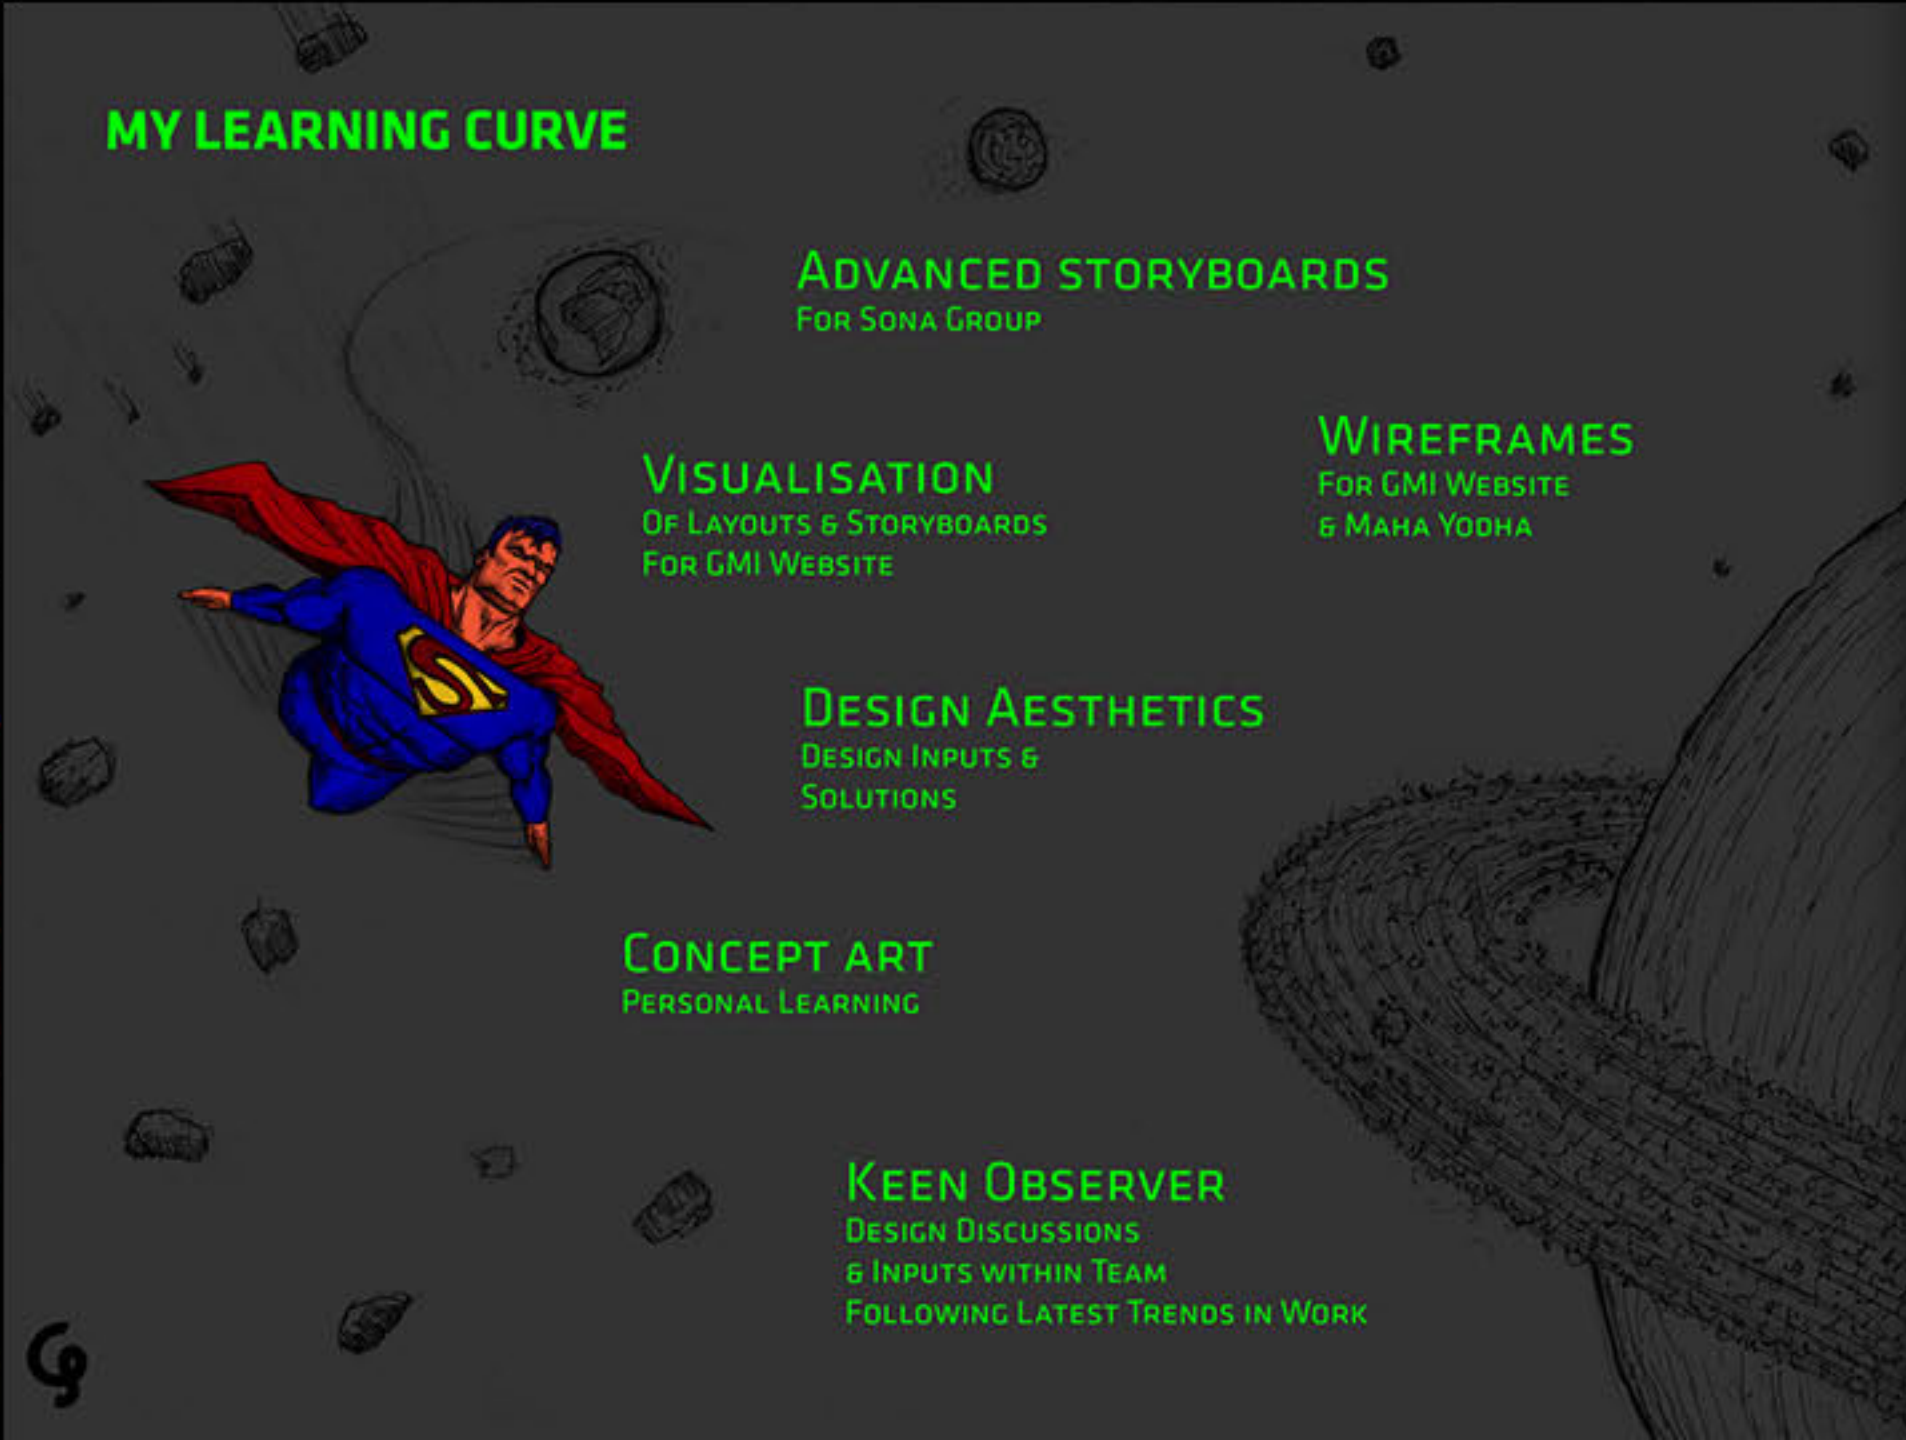 MY LEARNING CURVE
ADVANCED STORYBOARDS
FOR SONA GROUP
WIREFRAMES
FOR GMI WEBSITE
& MAHA YODHA
VISUALISATION
OF LAYOUTS & STORYBOARDS
FOR GMI WEBSITE
DESIGN AESTHETICS
DESIGN INPUTS &
SOLUTIONS
CONCEPT ART
PERSONAL LEARNING
KEEN OBSERVER
DESIGN DISCUSSIONS
& INPUTS WITHIN TEAM
FOLLOWING LATEST TRENDS IN WORK
S